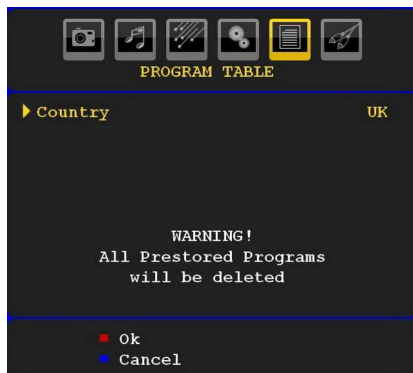 PROGRAM TABLE
Country UK
WARNING!
All Prestored Programs
will be deleted
Ok
Cancel